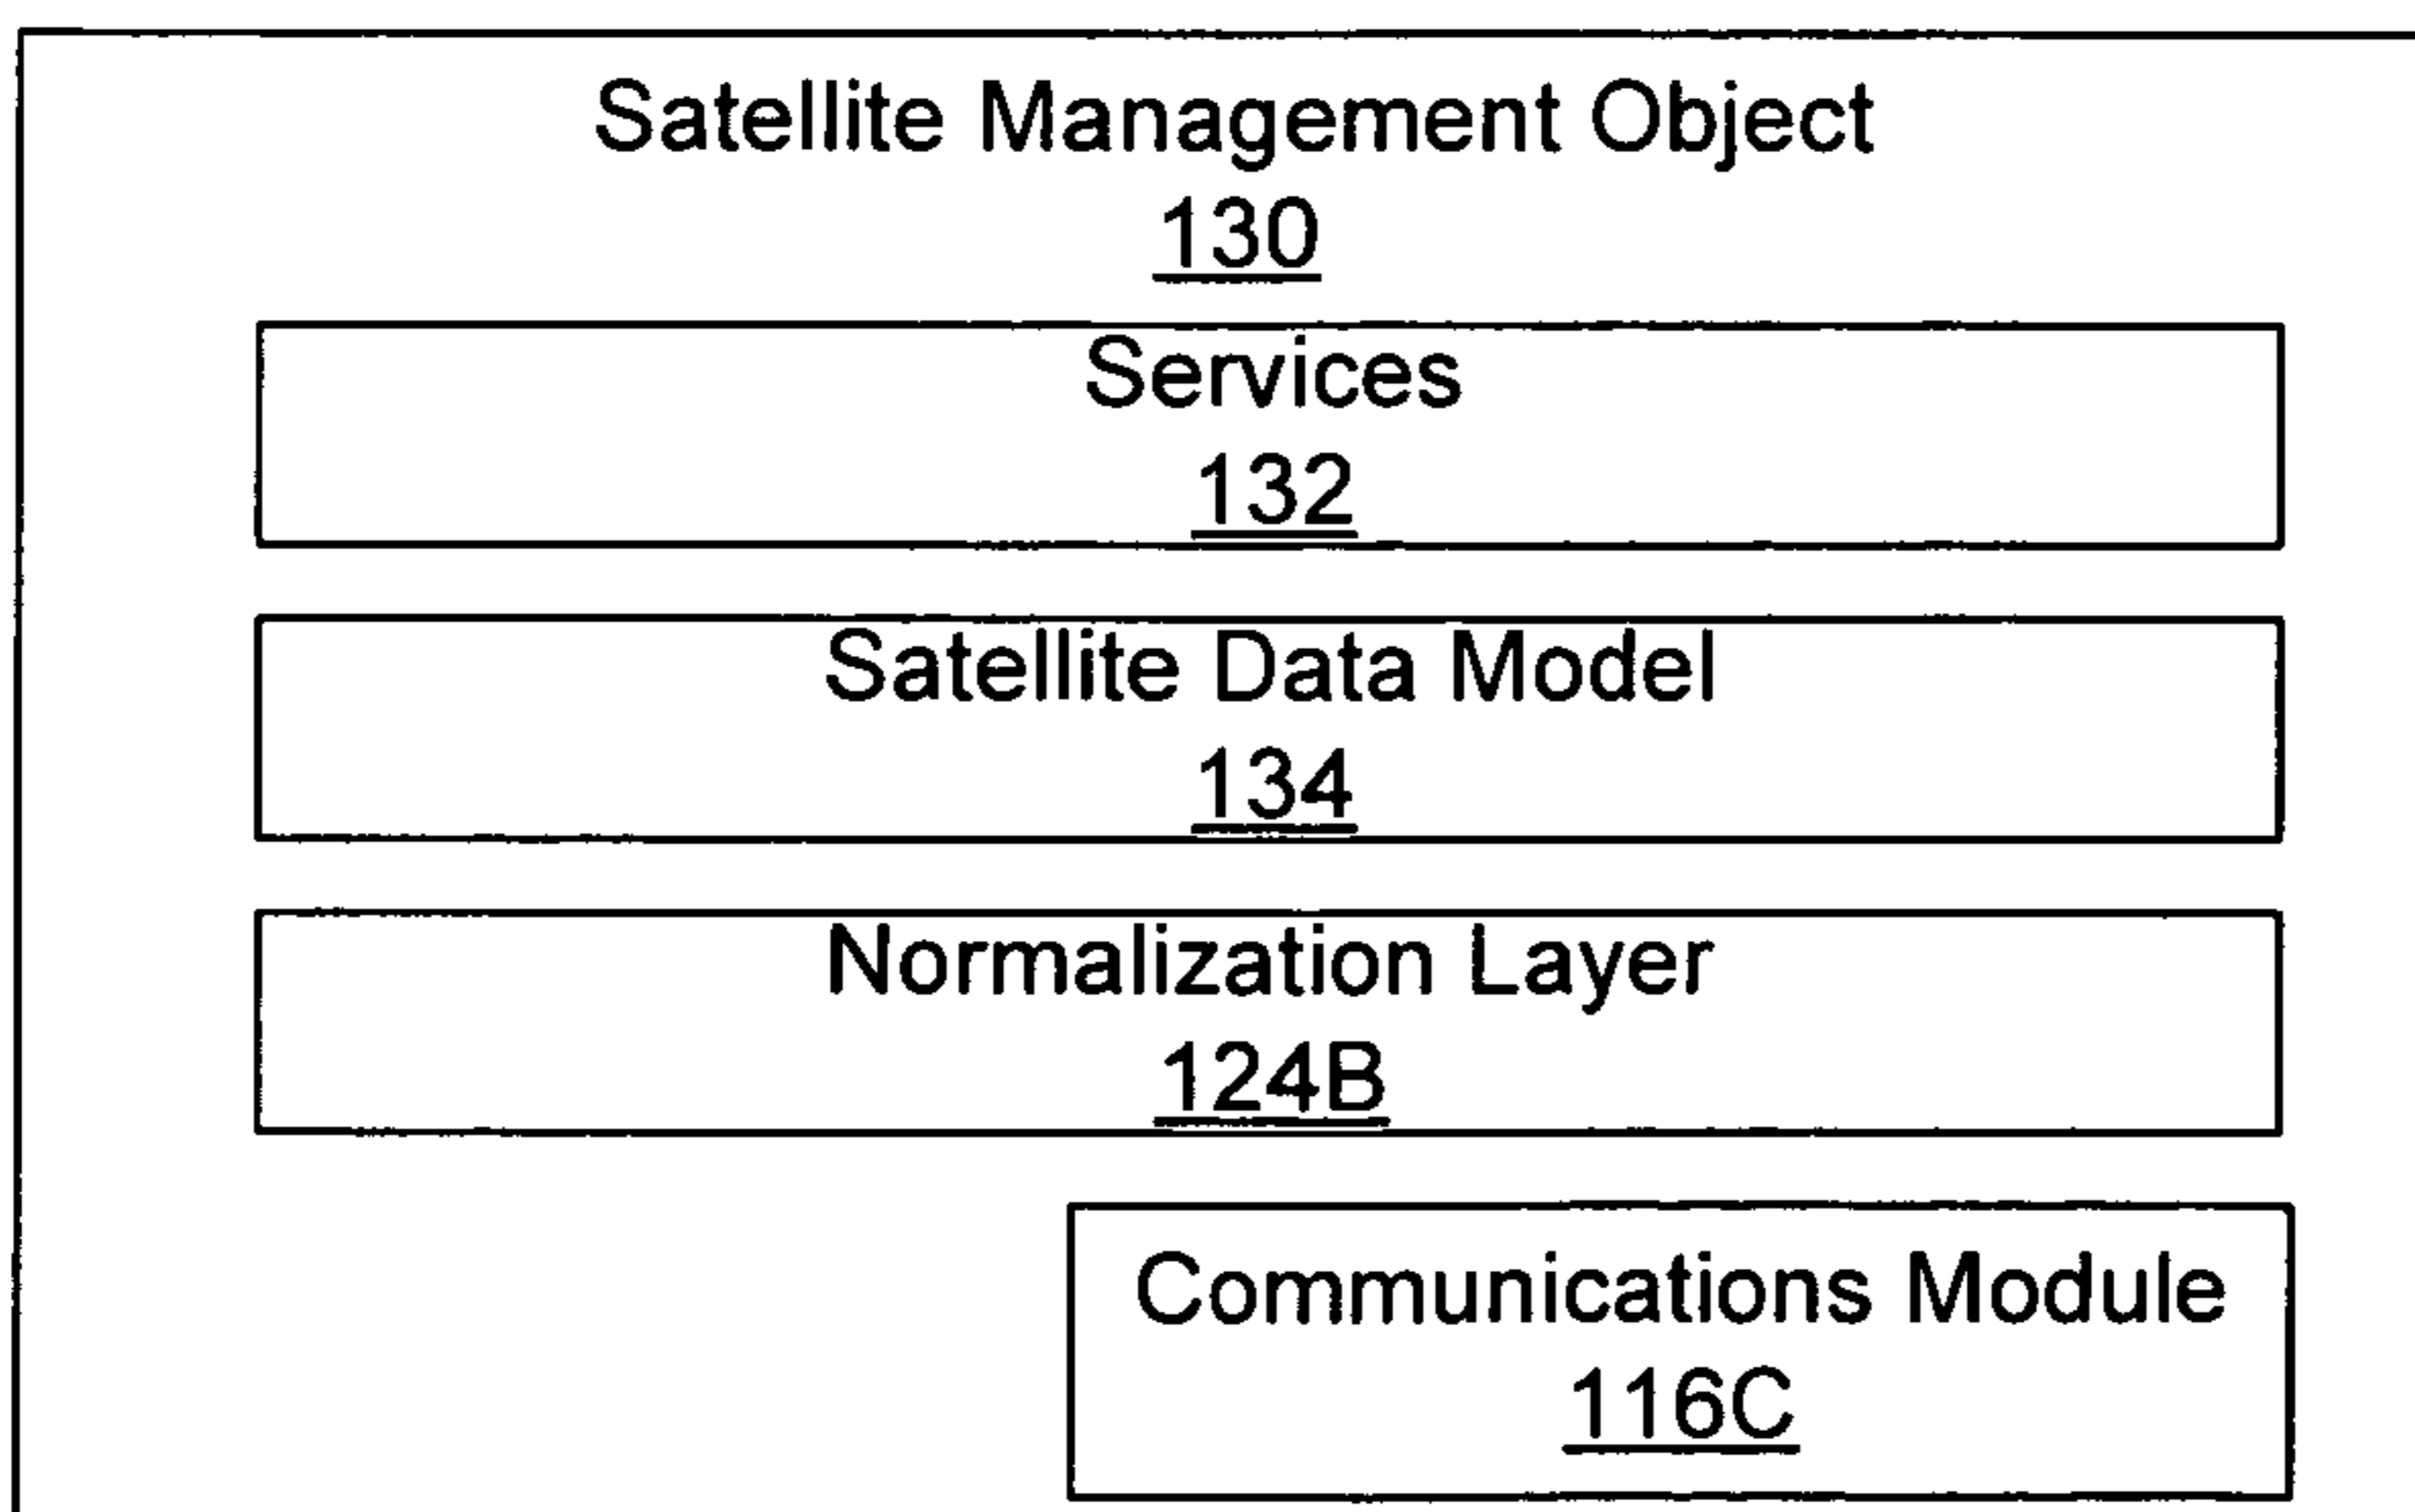 Satellite Management Object
130
Services
132
Satellite Data Model
134
Normalization Layer
124B
Communications Module
116C